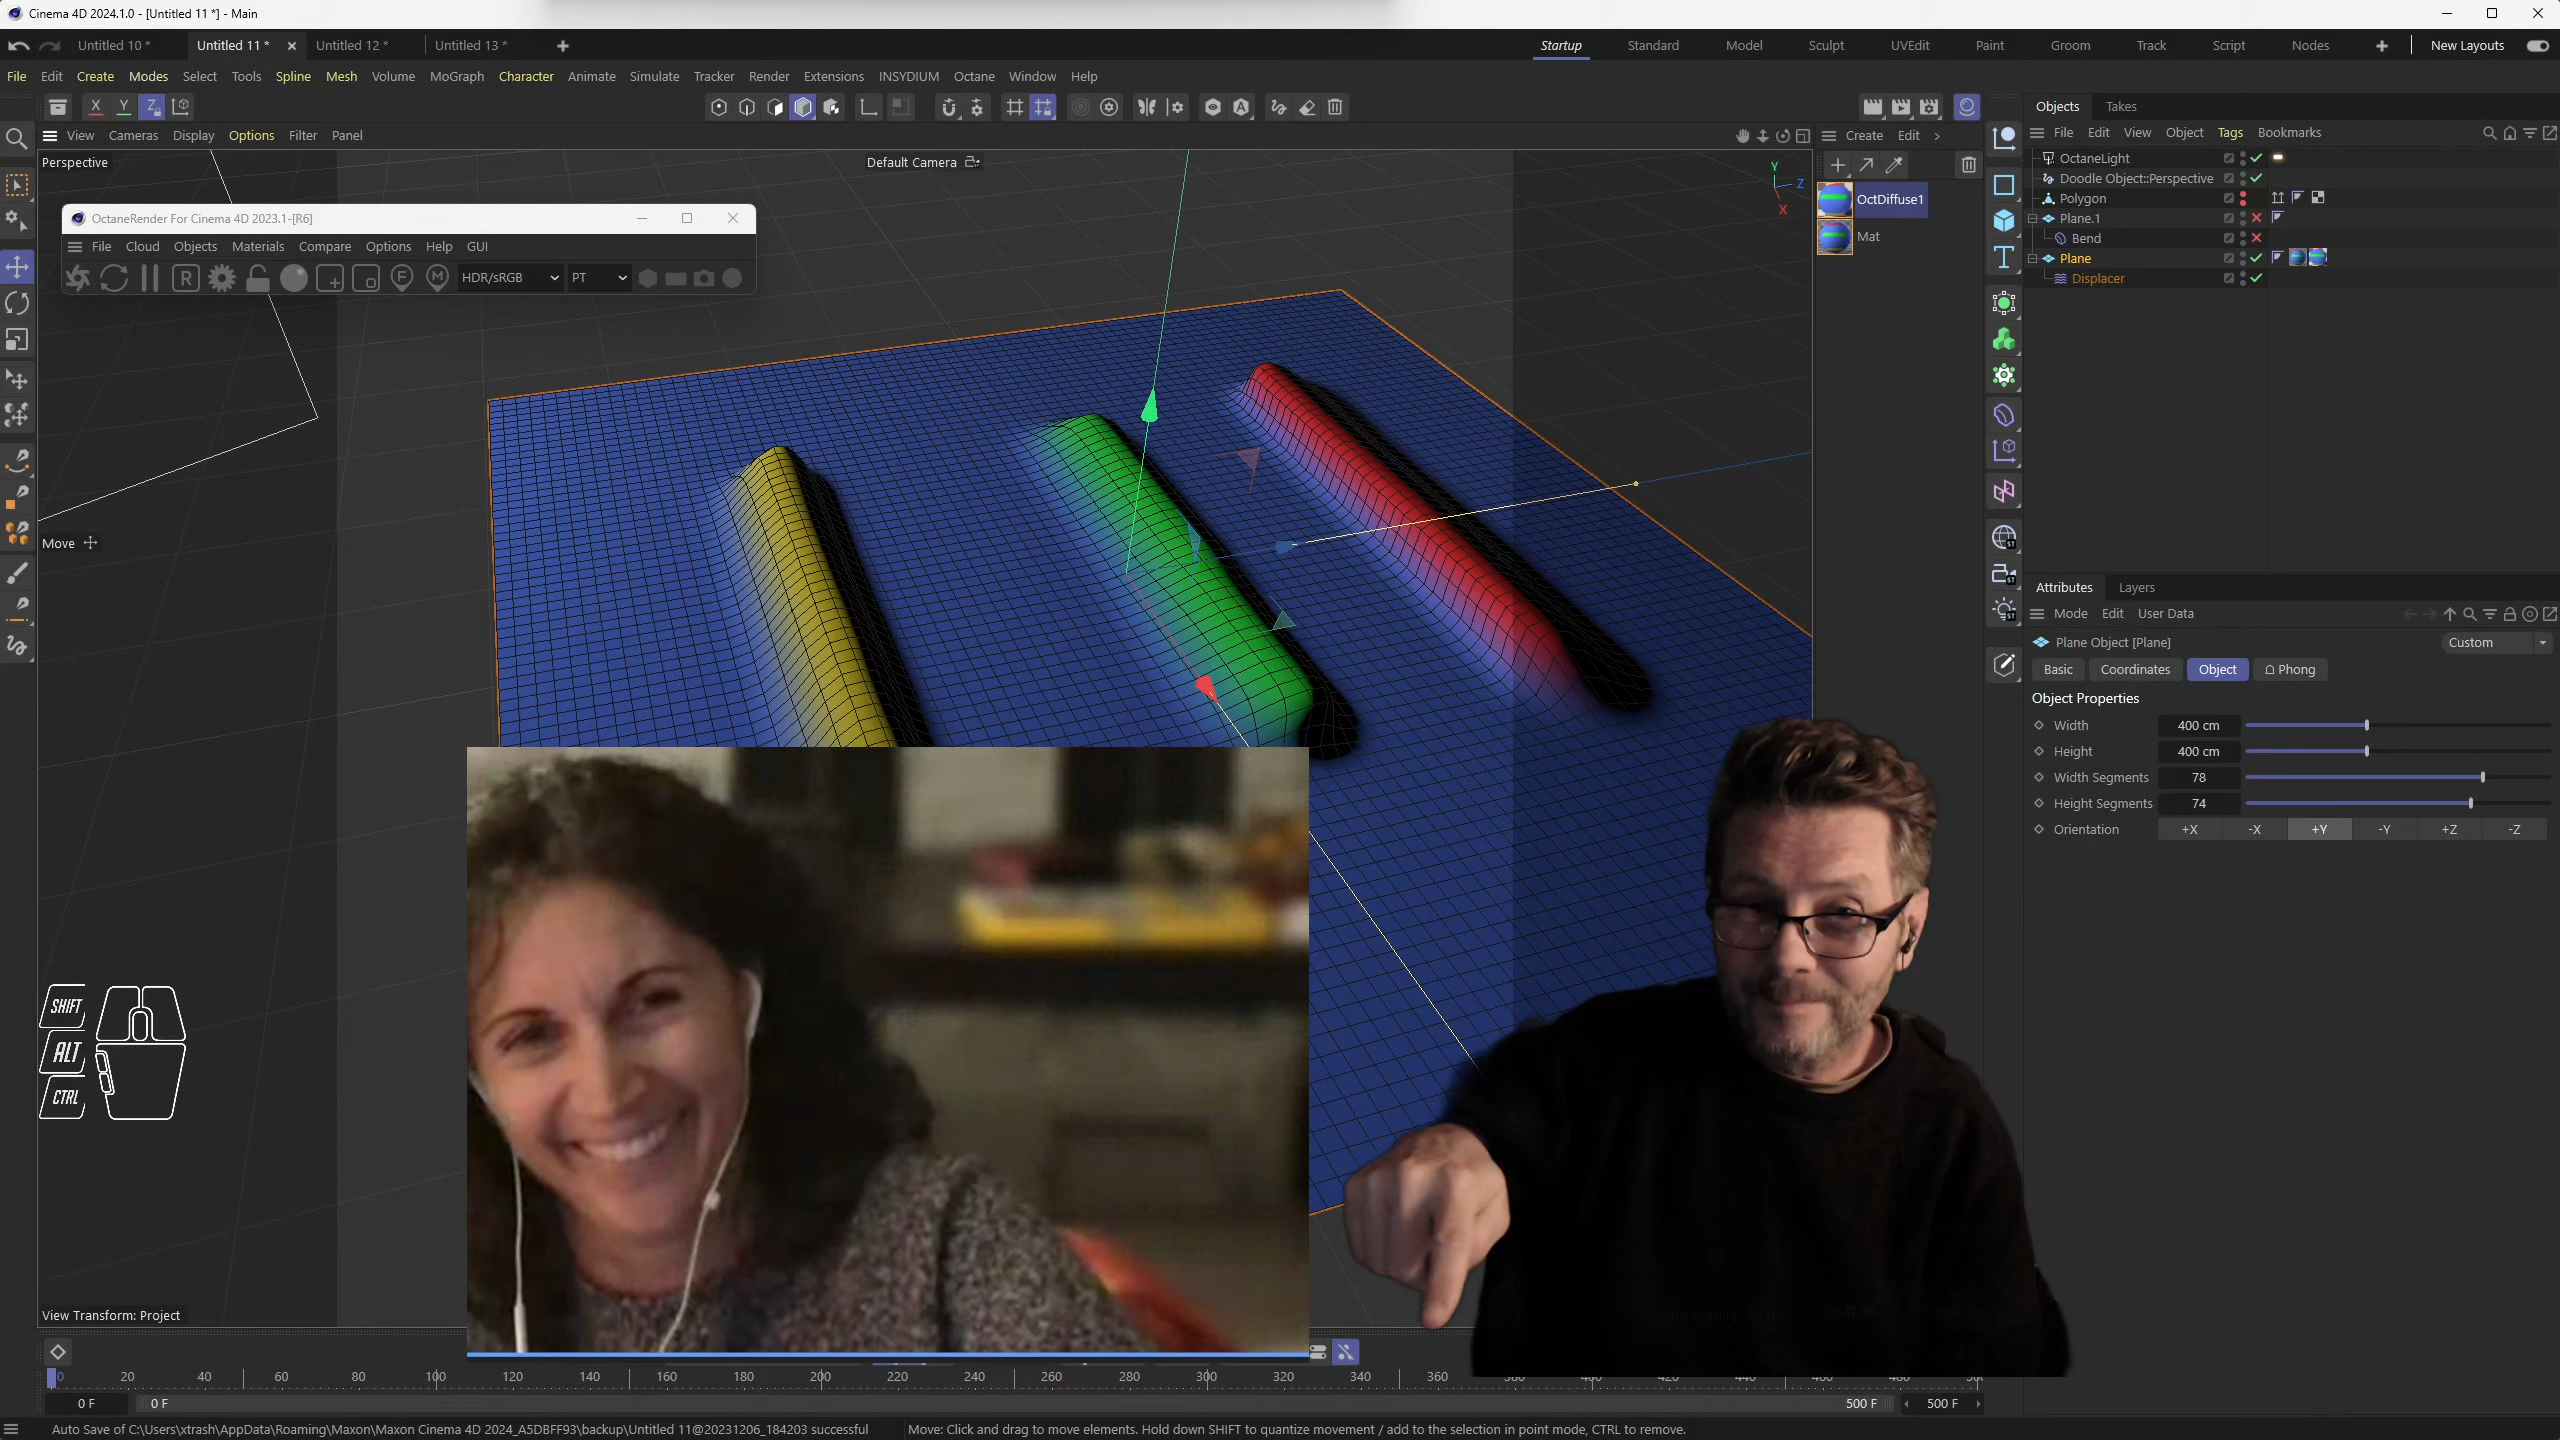 Cinema 4D 2024.1.0 - [Untitled 11 *] - Main
Untitled 10 * Untitled 11 * Untitled 12 * Untitled 13 * Startup Standard Model Sculpt UVEdit Paint Groom Track Script Nodes New Layouts
File Edit Create Modes Select Tools Spline Mesh Volume MoGraph Character Animate Simulate Tracker Render Extensions INSYDIUM Octane Window Help
X Y Z
Objects Takes
View Cameras Display Options Filter Panel
Create Edit
File Edit View Object Tags Bookmarks
Perspective
Default Camera
Y
Z
X
OctaneRender For Cinema 4D 2023.1-[R6]
File Cloud Objects Materials Compare Options Help GUI
R F M HDR/sRGB PT
OctDiffuse1
Mat
OctaneLight
Doodle Object::Perspective
Polygon
Plane.1
Bend
Plane
Displacer
Move
Attributes Layers
Mode Edit User Data
Plane Object [Plane] Custom
Basic Coordinates Object Phong
Object Properties
Width 400 cm
Height 400 cm
Width Segments 78
Height Segments 74
Orientation +X -X +Y -Y +Z -Z
SHIFT
ALT
CTRL
View Transform: Project
0 20 40 60 80 100 120 140 160 180 200 220 240 260 280 300 320 340 360
0 F 0 F 500 F 500 F
Auto Save of C:\Users\xtrash\AppData\Roaming\Maxon\Maxon Cinema 4D 2024_A5DBFF93\backup\Untitled 11@20231206_184203 successful Move: Click and drag to move elements. Hold down SHIFT to quantize movement / add to the selection in point mode, CTRL to remove.